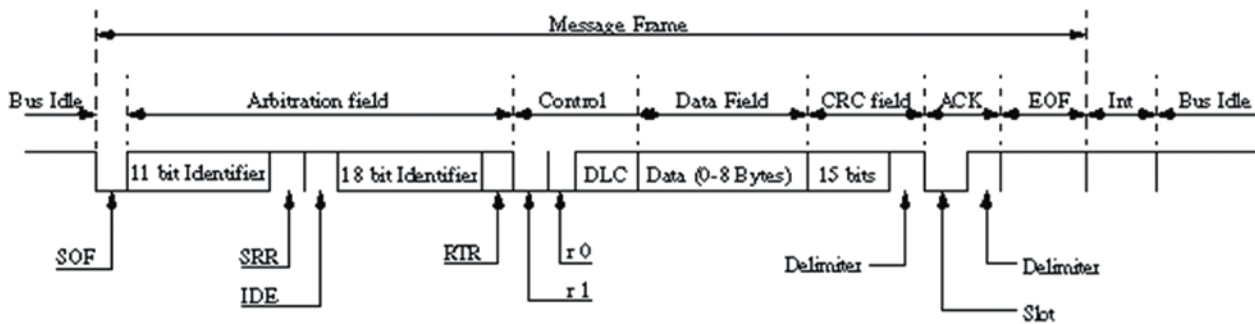 Message Frame
Bus Idle Arbitration field Control Data Field CRC field ACK EOF Int Bus Idle
11 bit Identifier 18 bit Identifier DLC Data (0-8 Bytes) 15 bits
SOF SRR RTR r 0 Delimiter Delimiter
IDE r 1 Slot